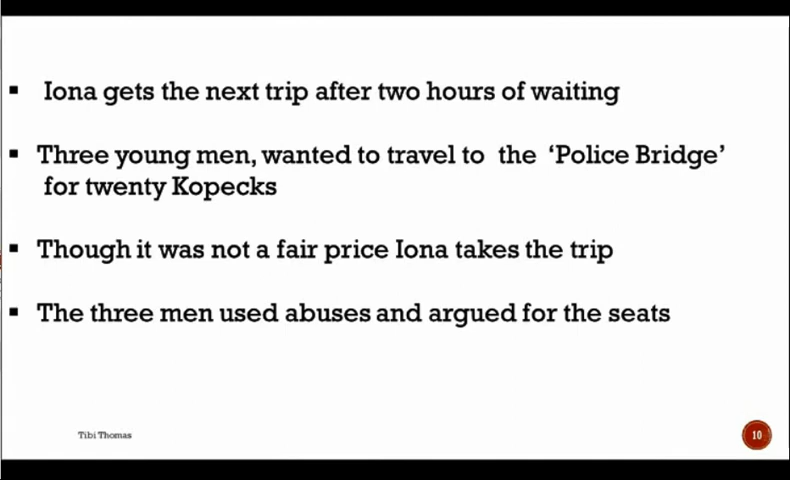 ▪ Iona gets the next trip after two hours of waiting
▪ Three young men, wanted to travel to the ‘Police Bridge’
for twenty Kopecks
▪ Though it was not a fair price Iona takes the trip
▪ The three men used abuses and argued for the seats
Tibi Thomas
10